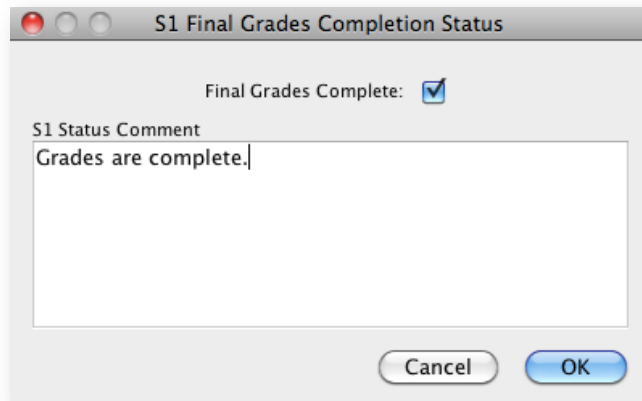 S1 Final Grades Completion Status
Final Grades Complete:
S1 Status Comment
Grades are complete.
Cancel OK